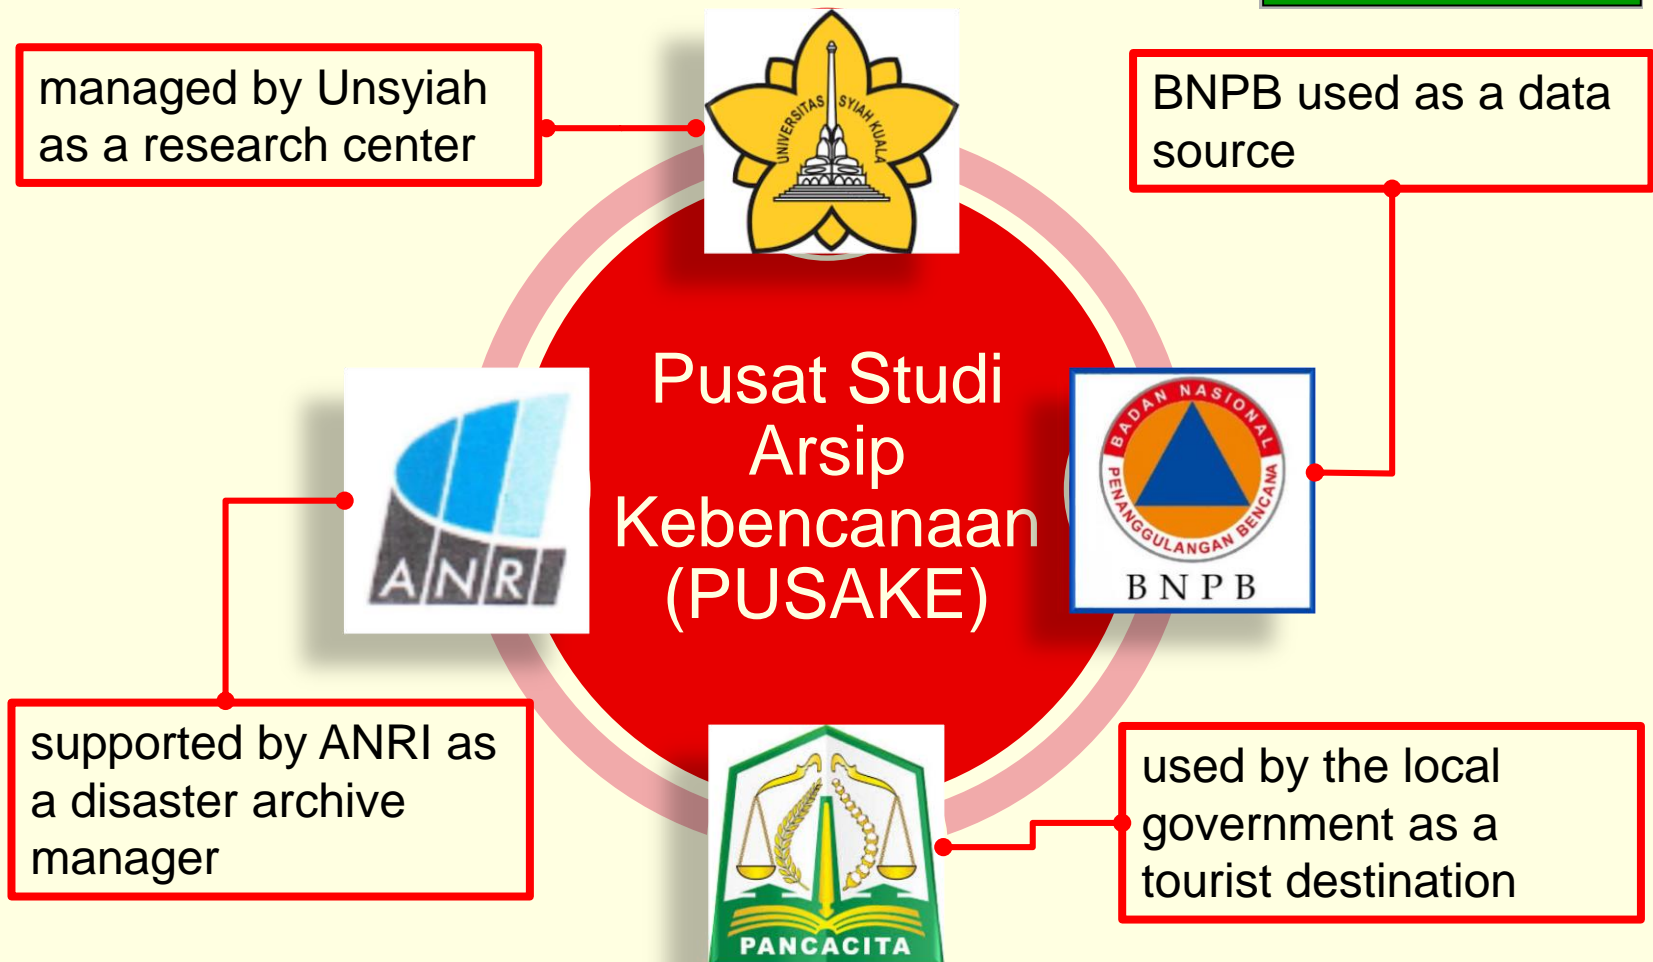 managed by Unsyiah
as a research center
UNIVERSITAS SYIAH KUALA
BNPB used as a data
source
Pusat Studi
Arsip
Kebencanaan
(PUSAKE)
ANRI
BADAN NASIONAL
PENANGGULANGAN BENCANA
BNPB
supported by ANRI as
a disaster archive
manager
PANCACITA
used by the local
government as a
tourist destination